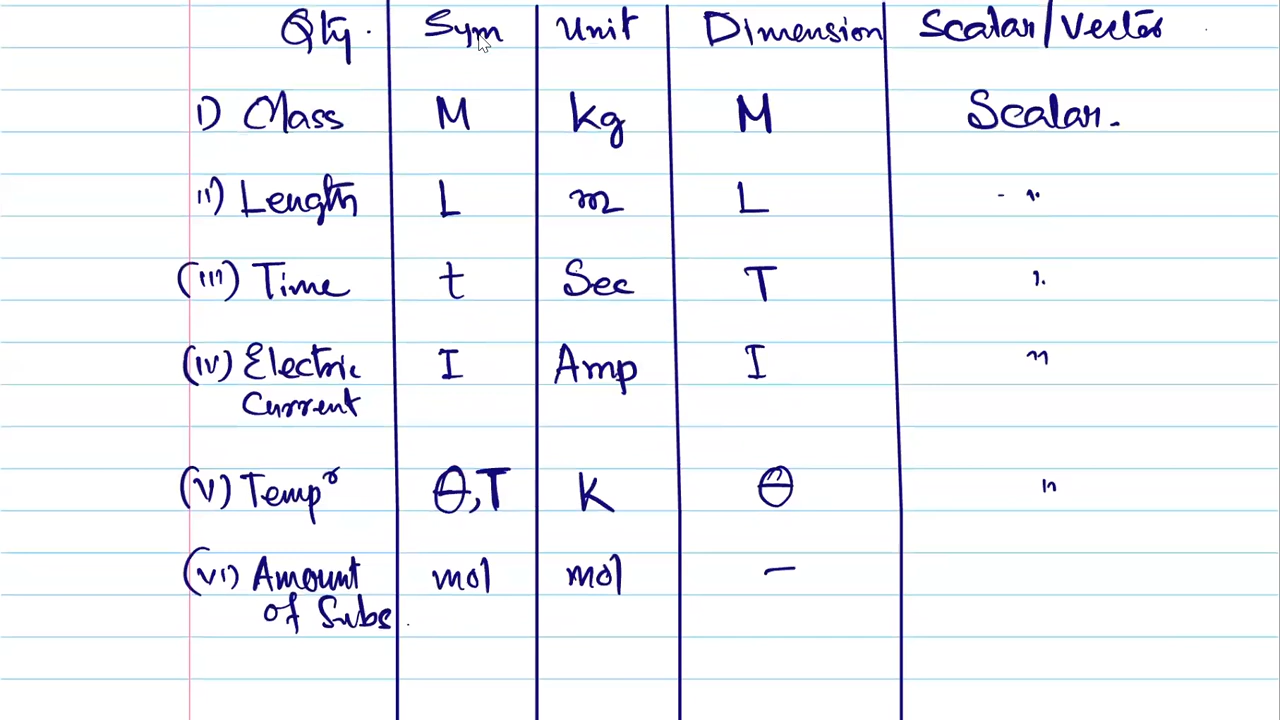 Qty. Sym Unit Dimension Scalar/Vector
I) Mass M kg M Scalar.
II) Length L m L - "
(III) Time t Sec T "
(IV) Electric I Amp I "
Current
(V) Tempr θ,T K θ "
(VI) Amount mol mol –
of Subs.